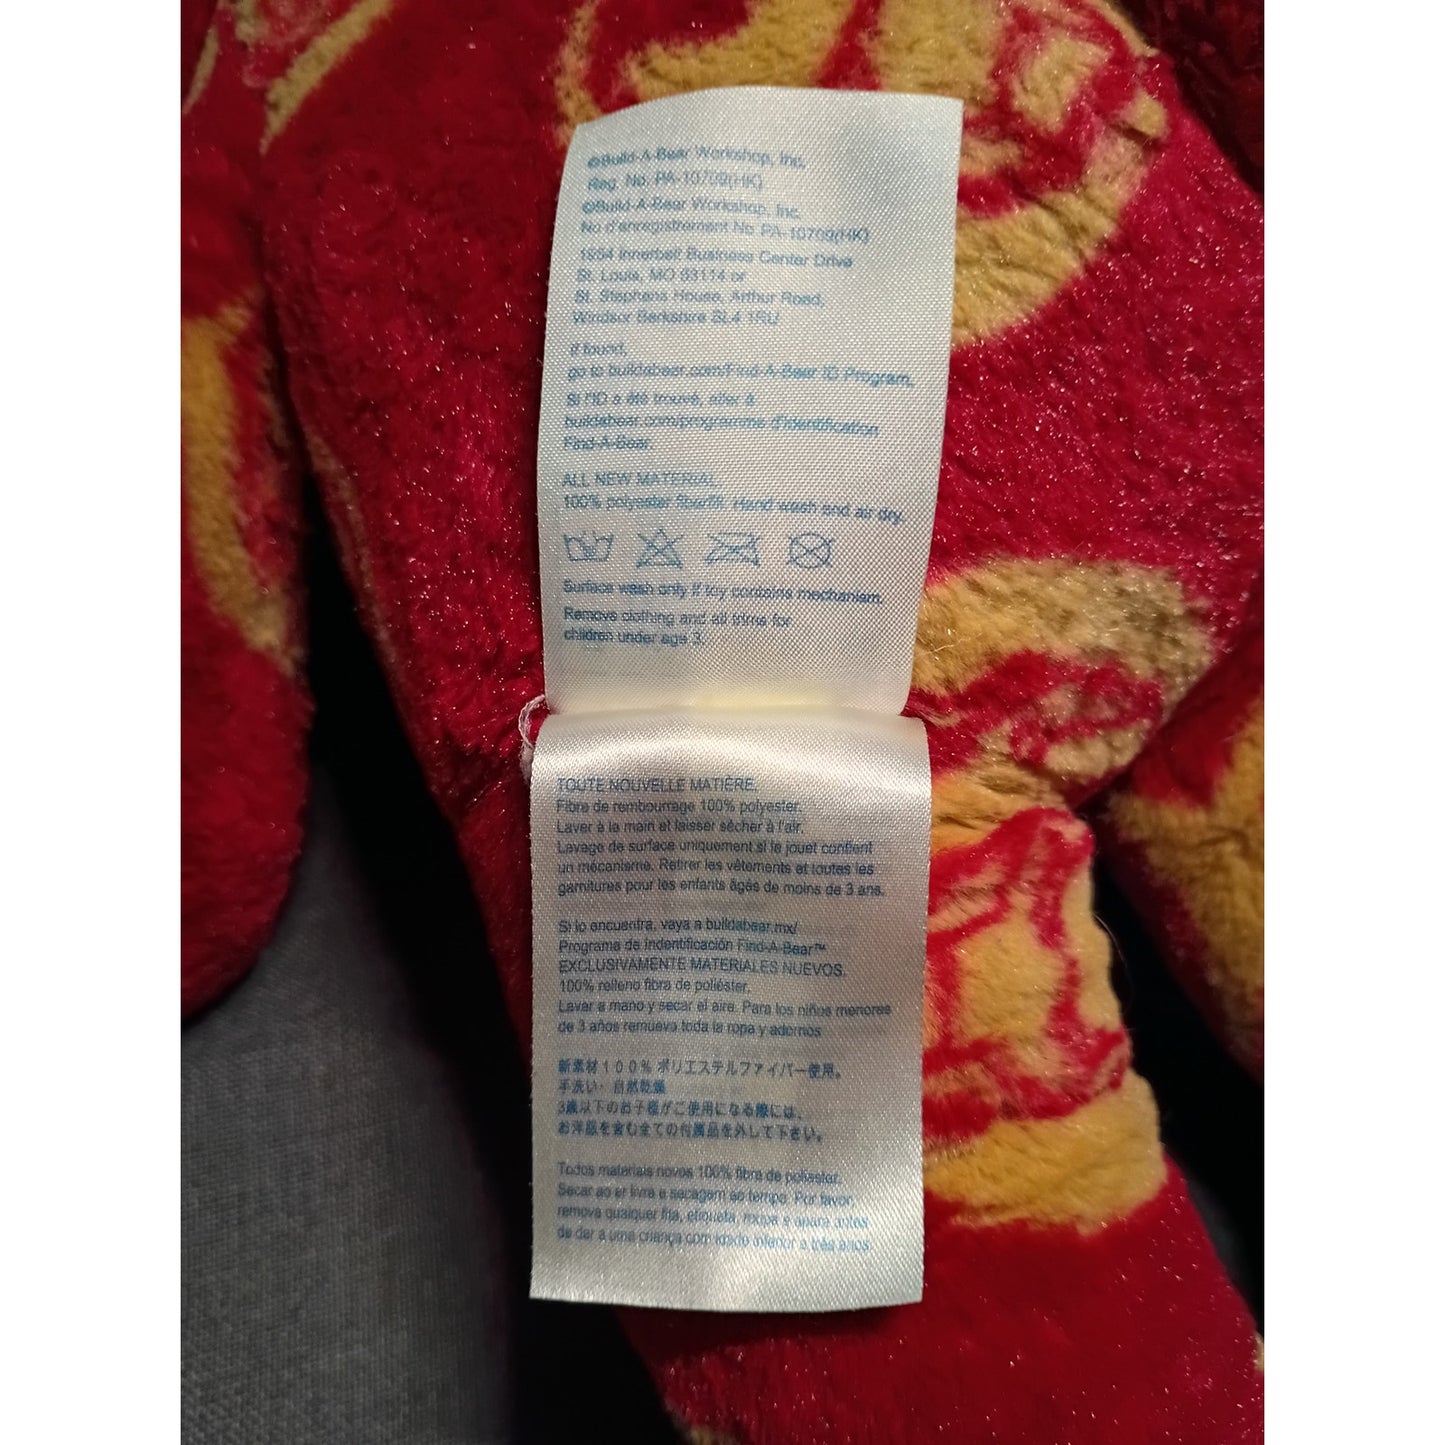 ©Build-A-Bear Workshop, Inc.
Reg. No. PA-10709(HK)
©Build-A-Bear Workshop, Inc.
No d'enregistrement No PA-10709(HK)
1954 Innerbelt Business Center Drive
St. Louis, MO 63114 or
St. Stephens House, Arthur Road,
Windsor Berkshire SL4 1RU
If found,
go to buildabear.com/Find-A-Bear ID Program.
Si l'ID a été trouvé, aller à
buildabear.com/programme d'identification
Find-A-Bear.
ALL NEW MATERIAL
100% polyester fiberfill. Hand wash and air dry.
Surface wash only if toy contains mechanism.
Remove clothing and all trims for
children under age 3.
TOUTE NOUVELLE MATIÈRE.
Fibre de rembourrage 100% polyester.
Laver à la main et laisser sécher à l'air.
Lavage de surface uniquement si le jouet contient
un mécanisme. Retirer les vêtements et toutes les
garnitures pour les enfants âgés de moins de 3 ans.
Si lo encuentra, vaya a buildabear.mx/
Programa de Indentificación Find-A-Bear™
EXCLUSIVAMENTE MATERIALES NUEVOS.
100% relleno fibra de poliéster.
Lavar a mano y secar el aire. Para los niños menores
de 3 años remueva toda la ropa y adornos
新素材１００％ ポリエステルファイバー使用。
手洗い・自然乾燥
3歳以下のお子様がご使用になる際には、
お洋服を含む全ての付属品を外して下さい。
Todos materiais novos 100% fibra de poliester.
Secar ao ar livre e secagem ao tempo. Por favor,
remova qualquer fita, etiqueta, roupa e apara antes
de dar a uma criança com idade inferior a três anos.